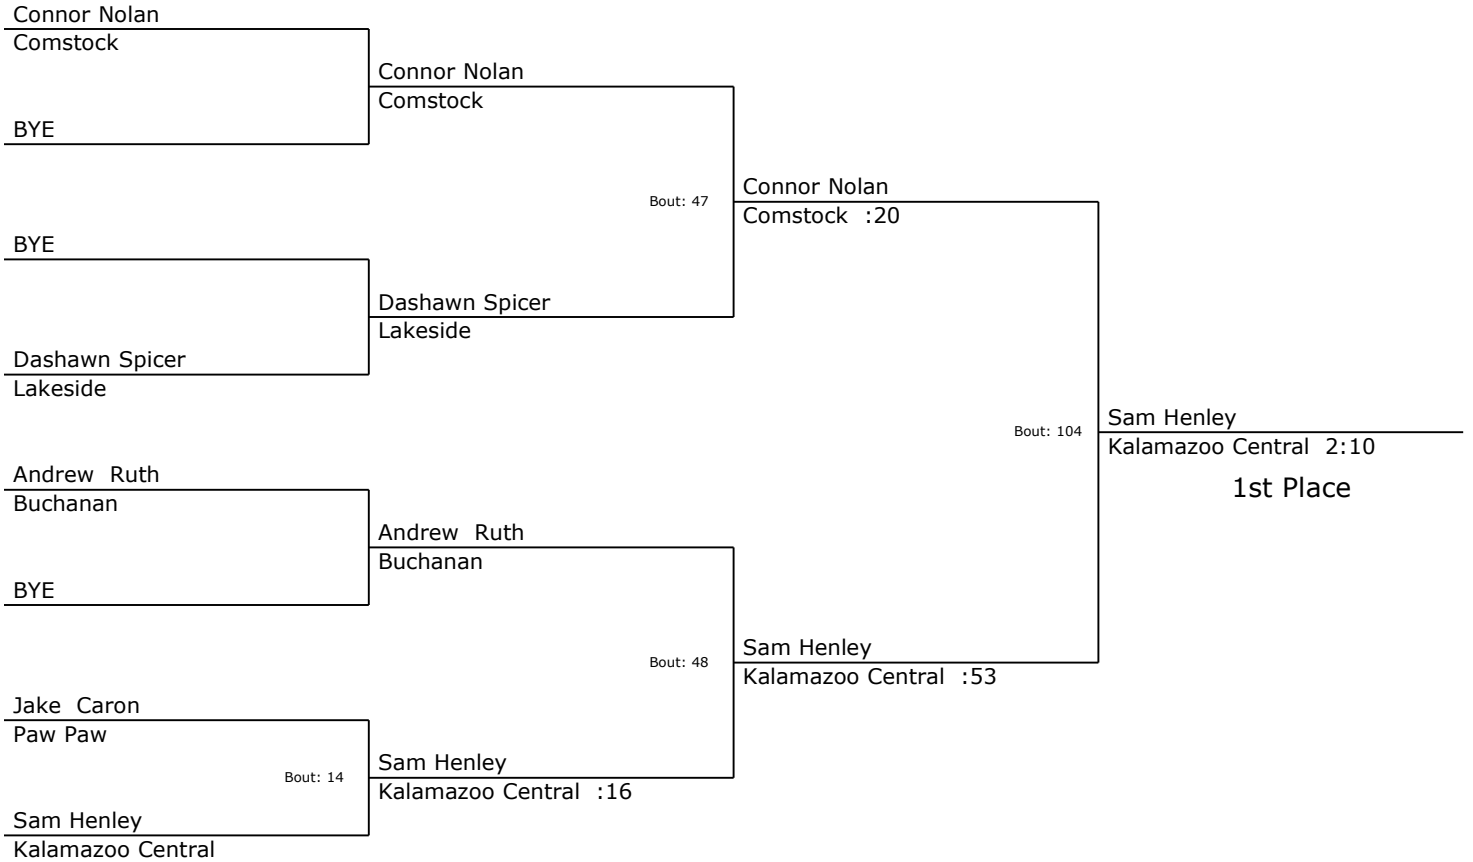 Connor Nolan
Comstock
BYE
BYE
Dashawn Spicer
Lakeside
Andrew  Ruth
Buchanan
BYE
Jake  Caron
Paw Paw
Bout: 14
Sam Henley
Kalamazoo Central
Connor Nolan
Comstock
Bout: 47
Dashawn Spicer
Lakeside
Andrew  Ruth
Buchanan
Bout: 48
Sam Henley
Kalamazoo Central  :16
Connor Nolan
Comstock  :20
Bout: 104
Sam Henley
Kalamazoo Central  :53
Sam Henley
Kalamazoo Central  2:10
1st Place